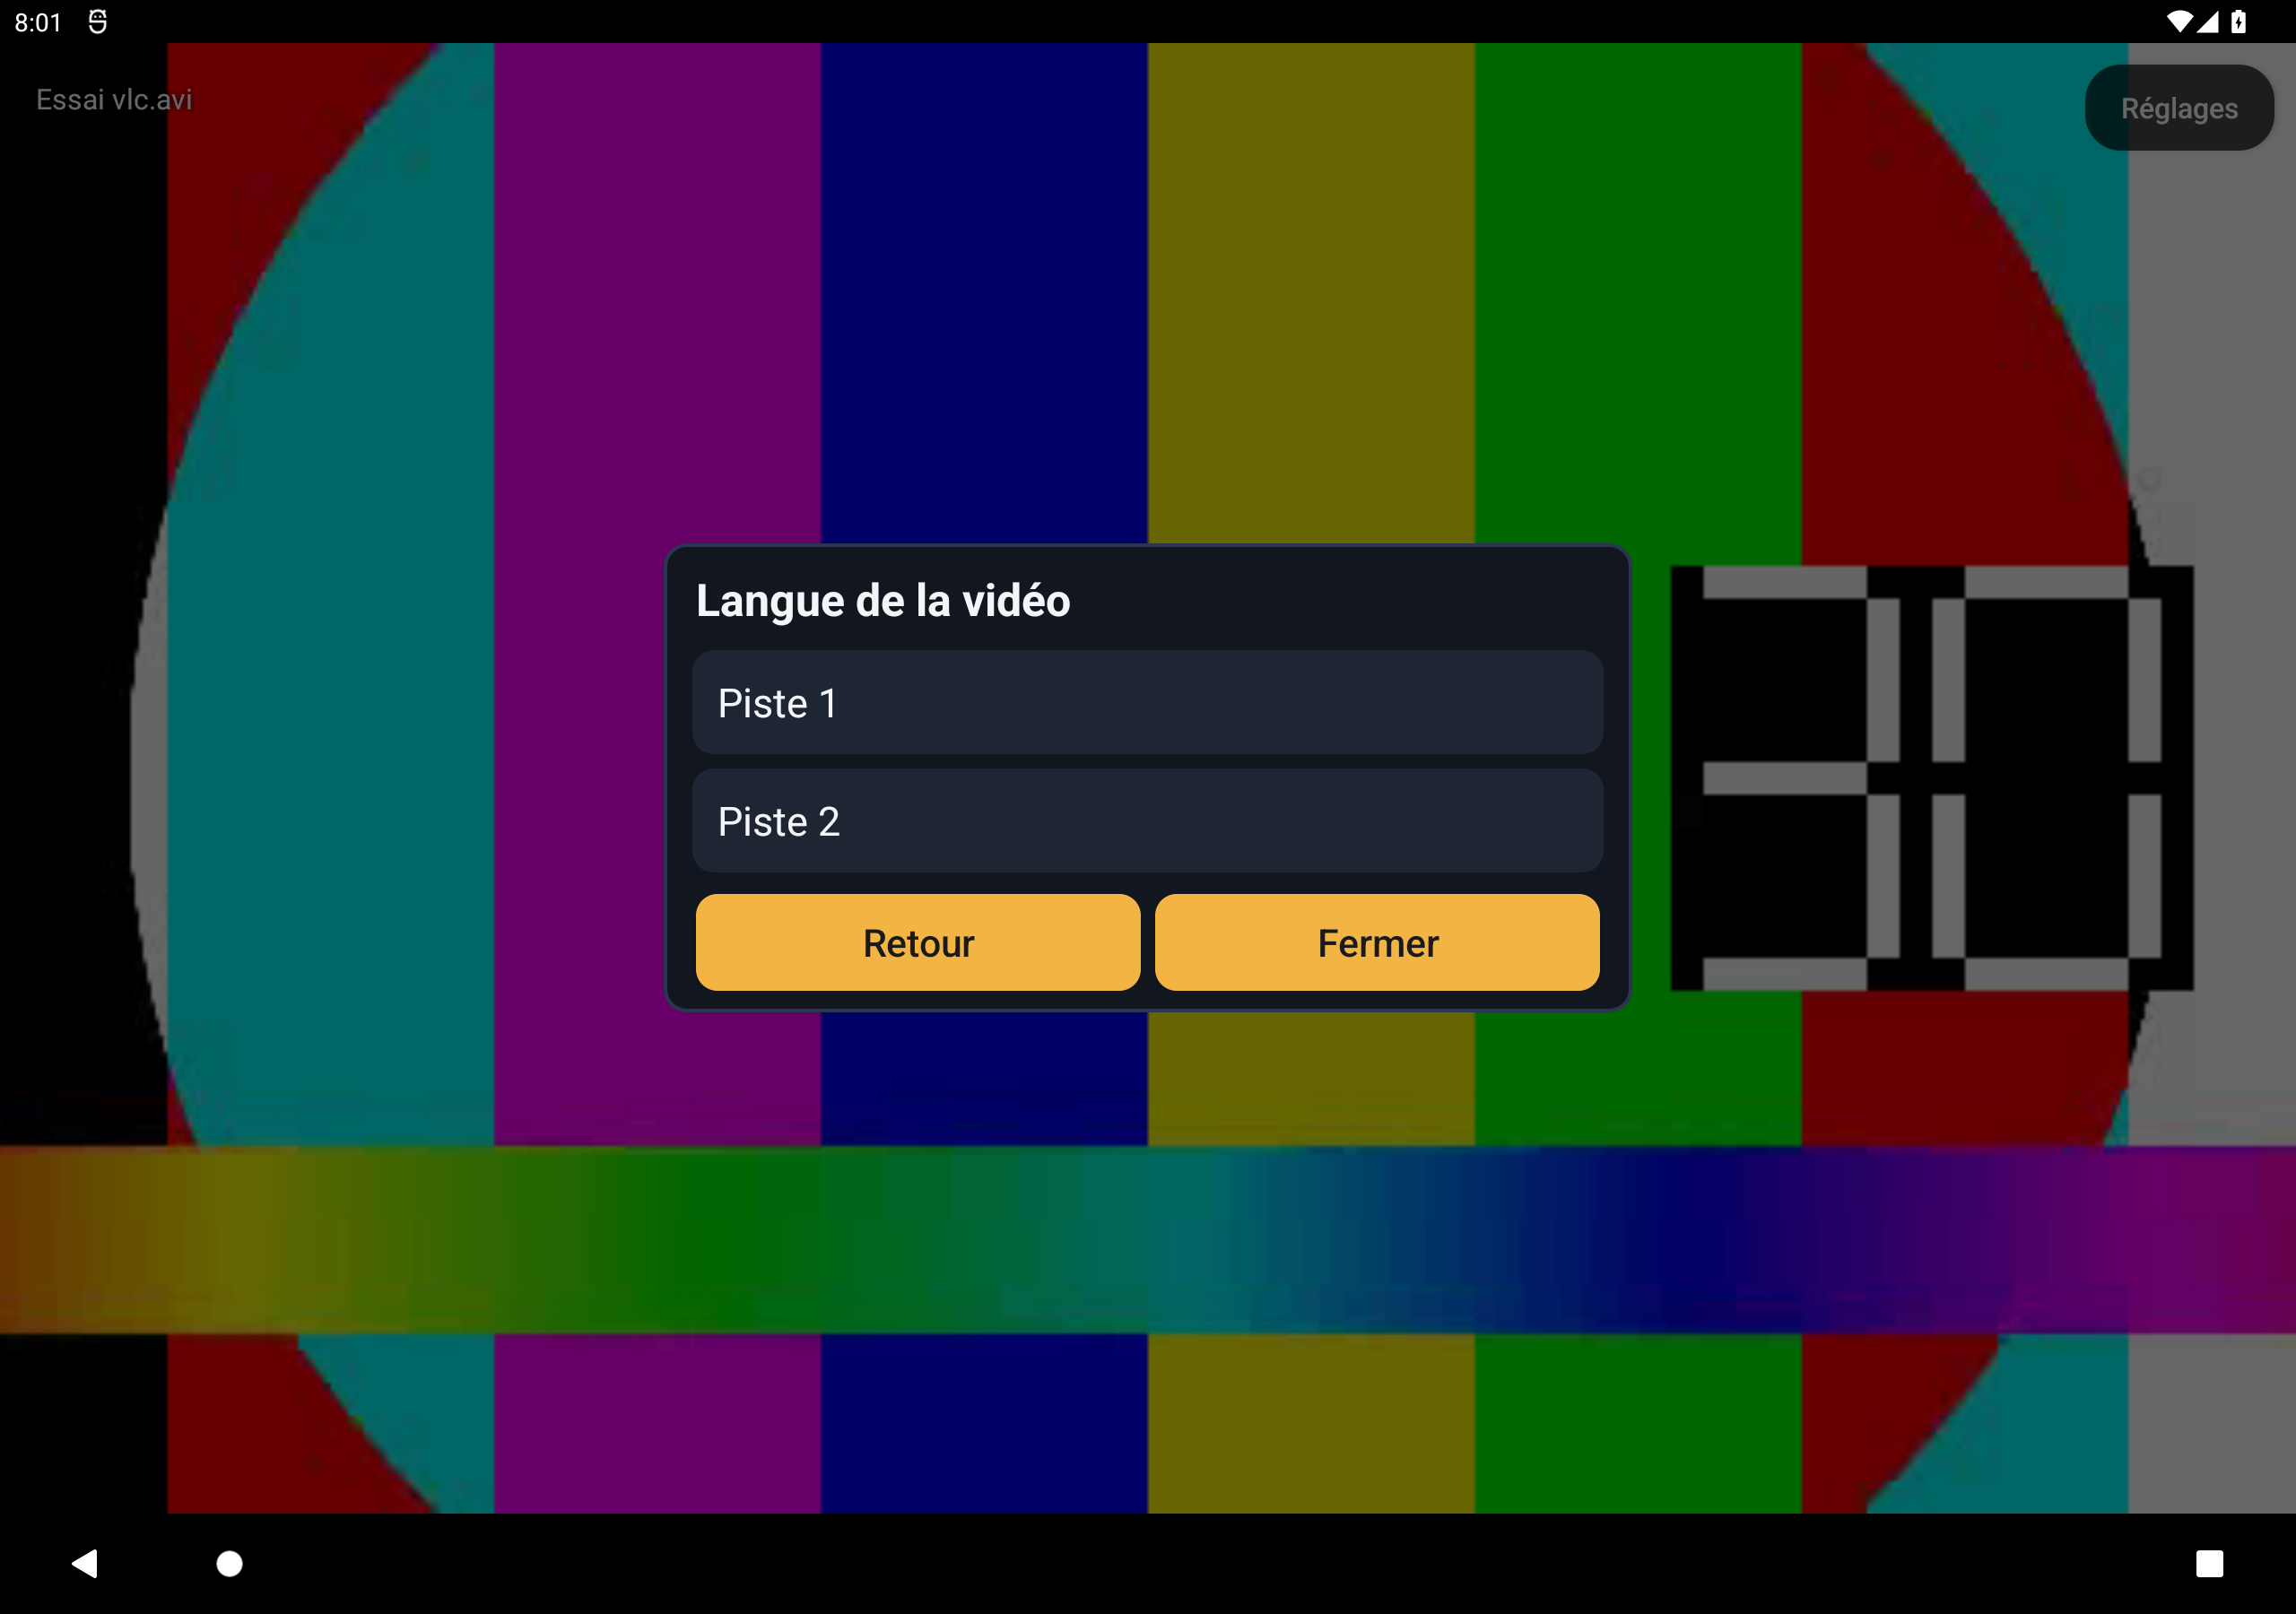 8:01
Essai vlc.avi
Réglages
Langue de la vidéo
Piste 1
Piste 2
Retour
Fermer